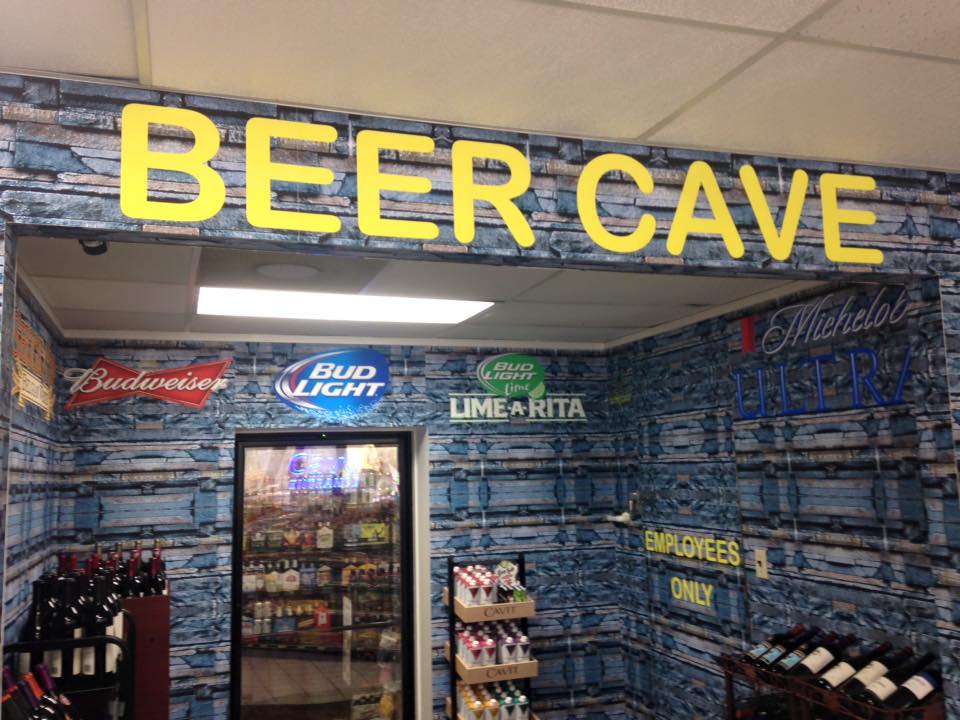 BEER CAVE
Budweiser
BUD
LIGHT
BUD
LIGHT
Lime
LIME A RITA
Michelob
ULTRA
EMPLOYEES
ONLY
CAVIT
CAVIT